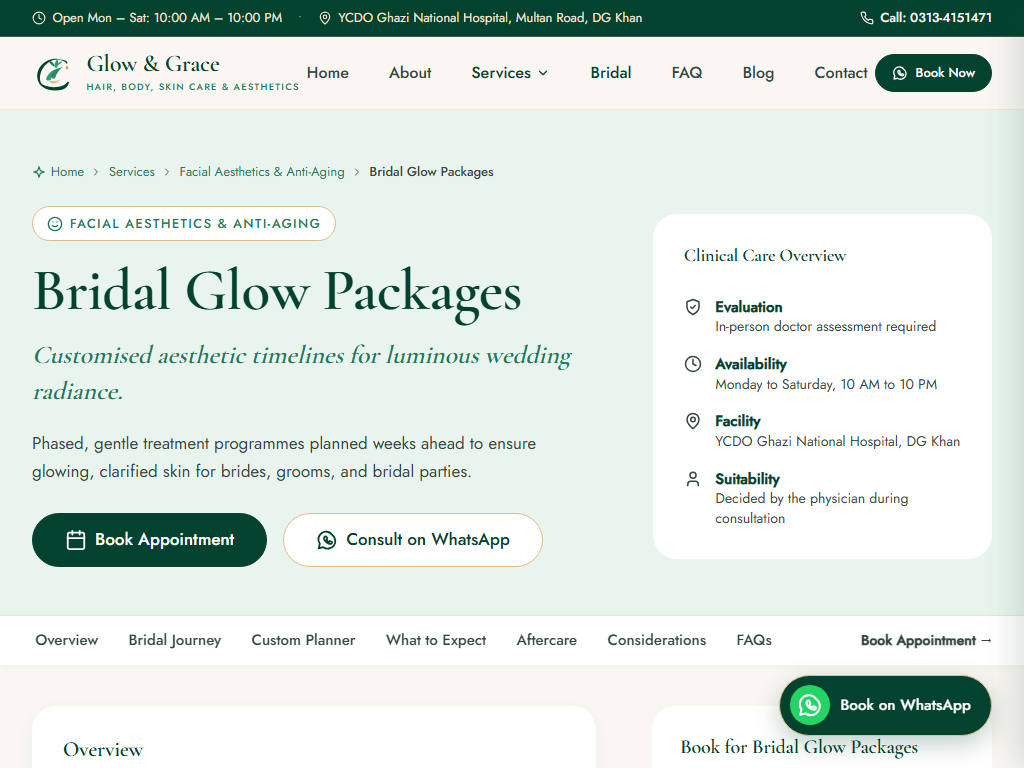 Open Mon – Sat: 10:00 AM – 10:00 PM · YCDO Ghazi National Hospital, Multan Road, DG Khan Call: 0313-4151471
Glow & Grace
HAIR, BODY, SKIN CARE & AESTHETICS
Home About Services Bridal FAQ Blog Contact Book Now
Home > Services > Facial Aesthetics & Anti-Aging > Bridal Glow Packages
FACIAL AESTHETICS & ANTI-AGING
Bridal Glow Packages
Customised aesthetic timelines for luminous wedding
radiance.
Phased, gentle treatment programmes planned weeks ahead to ensure
glowing, clarified skin for brides, grooms, and bridal parties.
Book Appointment Consult on WhatsApp
Clinical Care Overview
Evaluation
In-person doctor assessment required
Availability
Monday to Saturday, 10 AM to 10 PM
Facility
YCDO Ghazi National Hospital, DG Khan
Suitability
Decided by the physician during
consultation
Overview Bridal Journey Custom Planner What to Expect Aftercare Considerations FAQs Book Appointment →
Book on WhatsApp
Overview
Book for Bridal Glow Packages